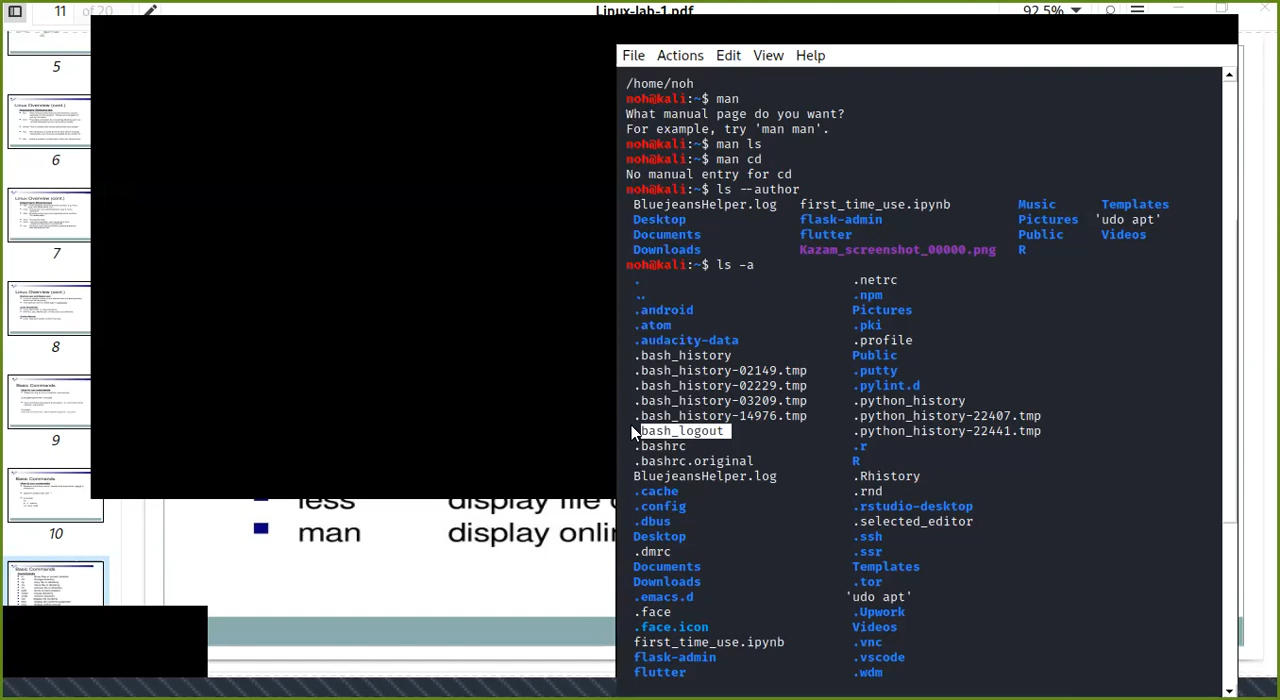 11 of 20
Linux-lab-1.pdf
92.5%
5
6
7
8
Basic Commands
9
Basic Commands
10
Basic Commands
less display file
man display onli
File Actions Edit View Help
/home/noh
noh@kali:~$ man
What manual page do you want?
For example, try 'man man'.
noh@kali:~$ man ls
noh@kali:~$ man cd
No manual entry for cd
noh@kali:~$ ls --author
BluejeansHelper.log first_time_use.ipynb Music Templates
Desktop flask-admin Pictures 'udo apt'
Documents flutter Public Videos
Downloads Kazam_screenshot_00000.png R
noh@kali:~$ ls -a
. .netrc
.. .npm
.android Pictures
.atom .pki
.audacity-data .profile
.bash_history Public
.bash_history-02149.tmp .putty
.bash_history-02229.tmp .pylint.d
.bash_history-03209.tmp .python_history
.bash_history-14976.tmp .python_history-22407.tmp
bash_logout .python_history-22441.tmp
.bashrc .r
.bashrc.original R
BluejeansHelper.log .Rhistory
.cache .rnd
.config .rstudio-desktop
.dbus .selected_editor
Desktop .ssh
.dmrc .ssr
Documents Templates
Downloads .tor
.emacs.d 'udo apt'
.face .Upwork
.face.icon Videos
first_time_use.ipynb .vnc
flask-admin .vscode
flutter .wdm